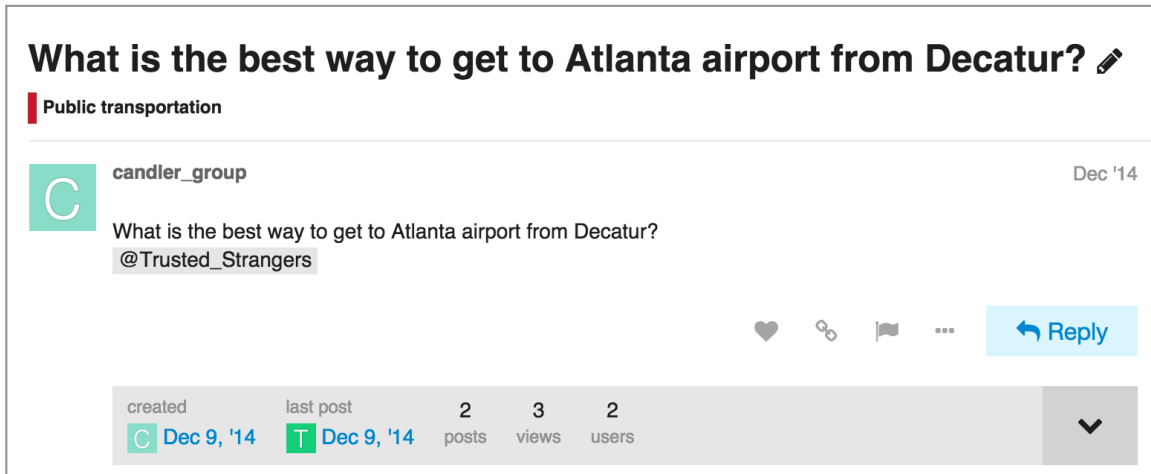 What is the best way to get to Atlanta airport from Decatur?
Public transportation
C
candler_group
Dec '14
What is the best way to get to Atlanta airport from Decatur?
@Trusted_Strangers
Reply
created
last post
2
3
2
C Dec 9, '14
T Dec 9, '14
posts
views
users